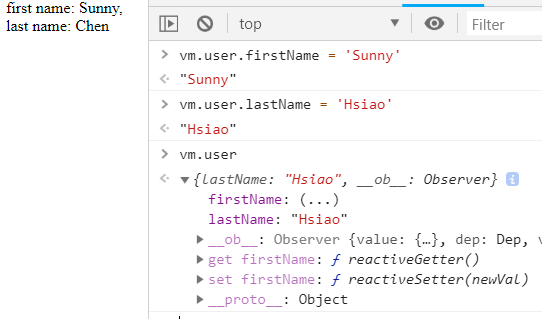 first name: Sunny,
last name: Chen
top
Filter
> vm.user.firstName = 'Sunny'
"Sunny"
> vm.user.lastName = 'Hsiao'
"Hsiao"
> vm.user
{lastName: "Hsiao", __ob__: Observer}
firstName: (...)
lastName: "Hsiao"
__ob__: Observer {value: {…}, dep: Dep, v
get firstName: ƒ reactiveGetter()
set firstName: ƒ reactiveSetter(newVal)
__proto__: Object